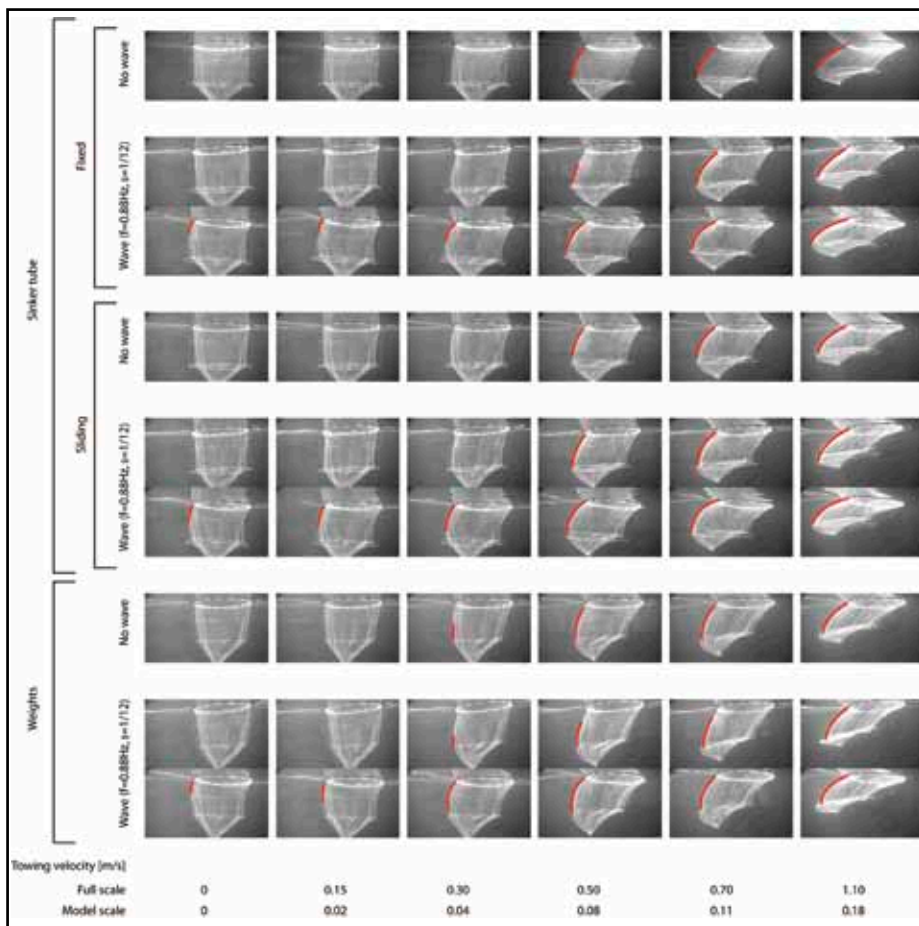 Sinker tube
Fixed
No wave
Wave (f=0.88Hz, s=1/12)
Sliding
No wave
Wave (f=0.88Hz, s=1/12)
Weights
No wave
Wave (f=0.88Hz, s=1/12)
Towing velocity [m/s]
Full scale 0 0.15 0.30 0.50 0.70 1.10
Model scale 0 0.02 0.04 0.08 0.11 0.18